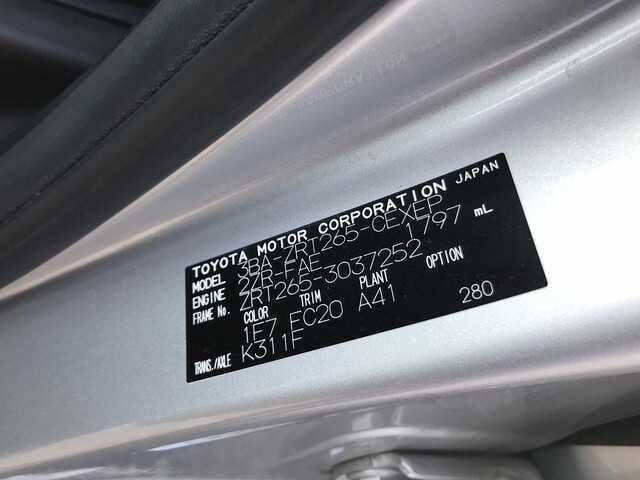 TOYOTA MOTOR CORPORATION JAPAN
MODEL 3BA-ZRT265-CEXEP
ENGINE 2ZR-FAE 1797 mL
FRAME No. ZRT265-3037252
COLOR TRIM PLANT OPTION
1F7 FC20 A41 280
TRANS./AXLE K311F